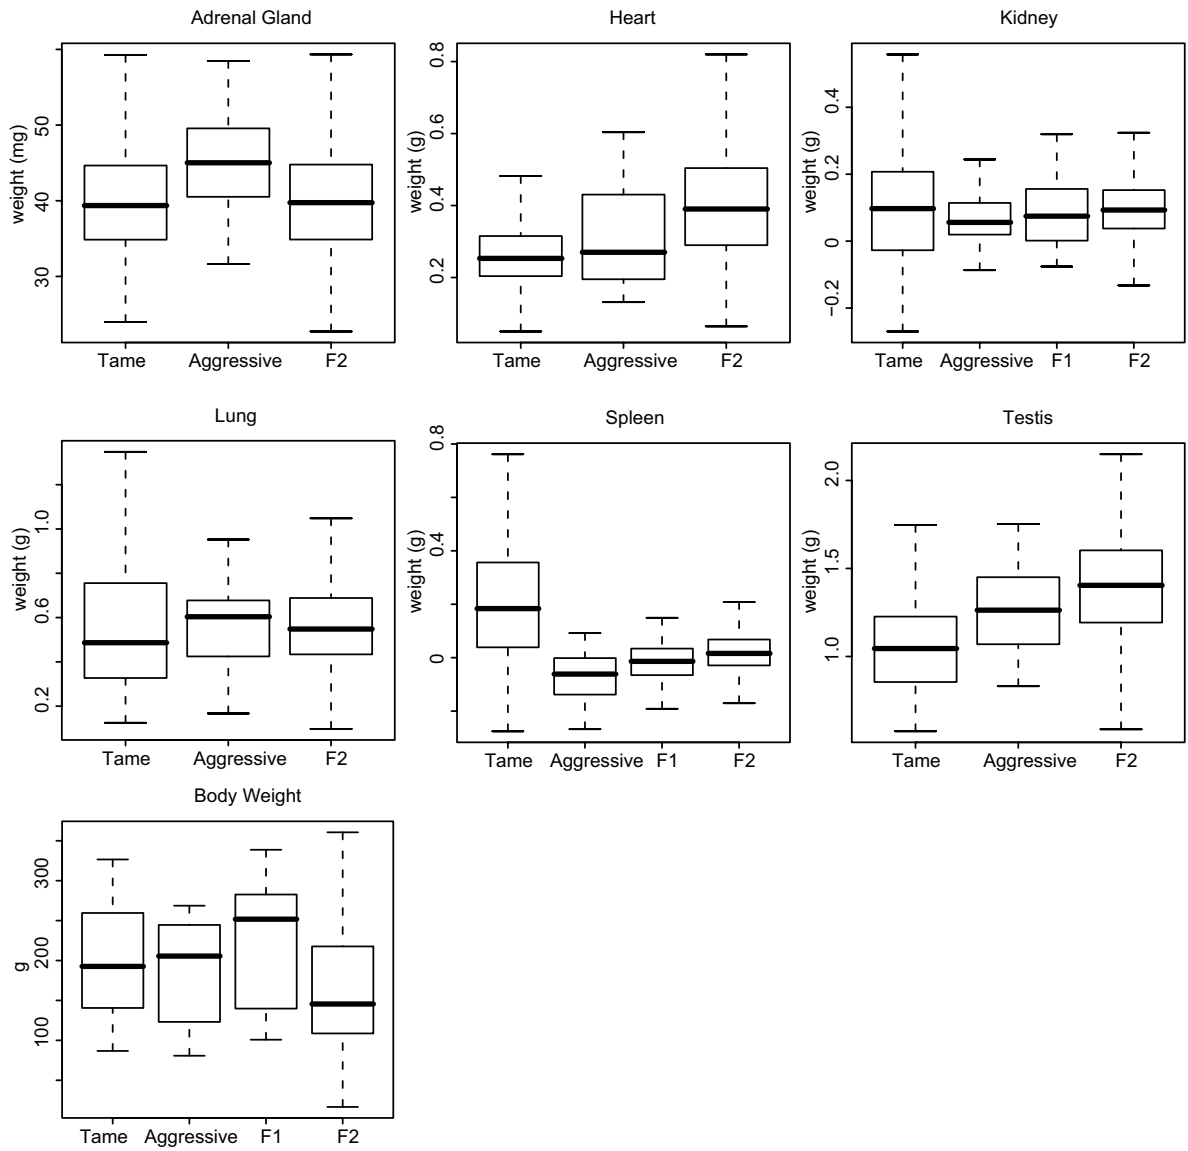 Adrenal Gland
weight (mg)
50
40
30
Tame Aggressive F2
Heart
weight (g)
0.8
0.6
0.4
0.2
Tame Aggressive F2
Kidney
weight (g)
0.4
0.2
0
−0.2
Tame Aggressive F1 F2
Lung
weight (g)
1.0
0.6
0.2
Tame Aggressive F2
Spleen
weight (g)
0.8
0.4
0
Tame Aggressive F1 F2
Testis
weight (g)
2.0
1.5
1.0
Tame Aggressive F2
Body Weight
g
300
200
100
Tame Aggressive F1 F2